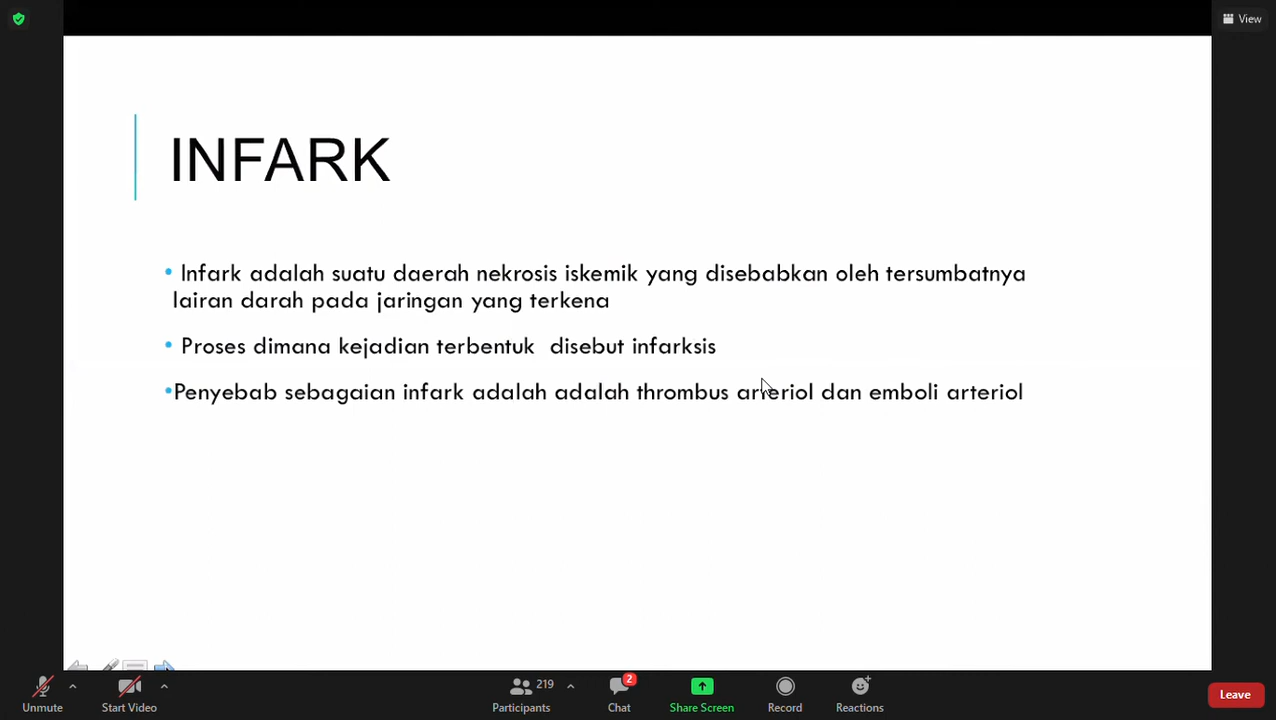 View
INFARK
• Infark adalah suatu daerah nekrosis iskemik yang disebabkan oleh tersumbatnya
lairan darah pada jaringan yang terkena
• Proses dimana kejadian terbentuk  disebut infarksis
•Penyebab sebagaian infark adalah adalah thrombus arteriol dan emboli arteriol
219
2
Unmute
Start Video
Participants
Chat
Share Screen
Record
Reactions
Leave